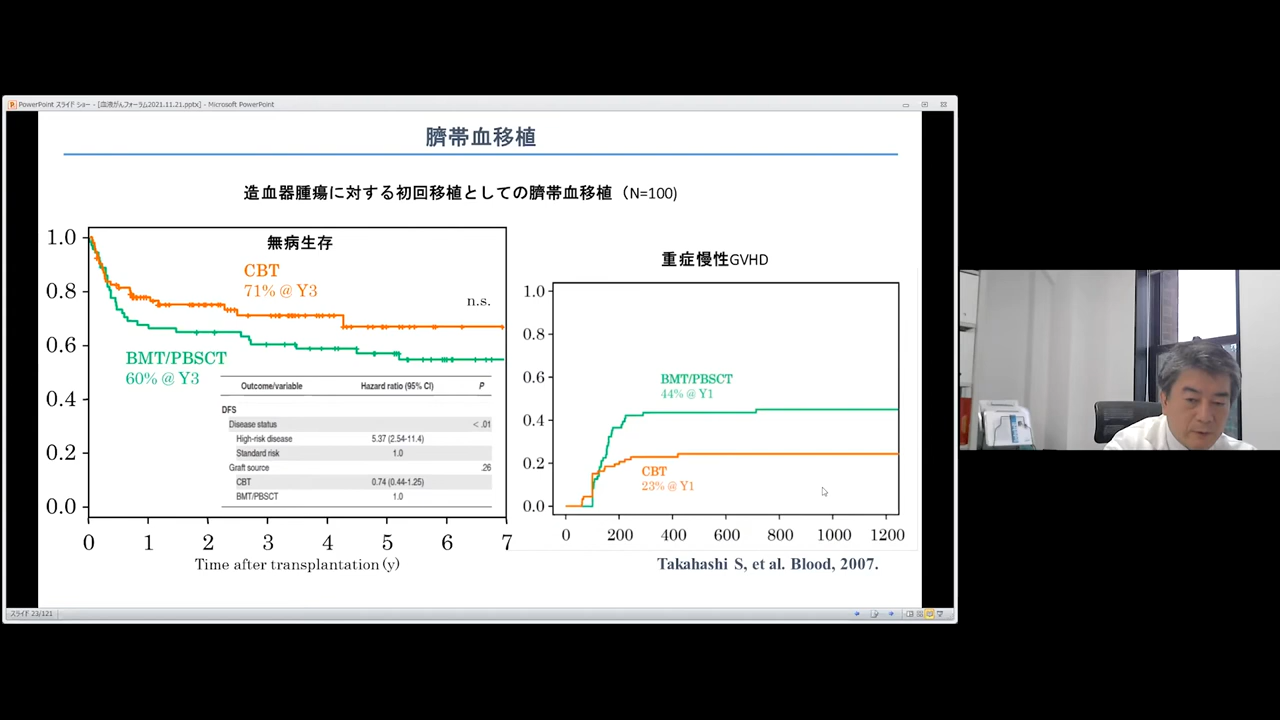 PowerPoint スライド ショー - [血液がんフォーラム2021.11.21.pptx] - Microsoft PowerPoint
臍帯血移植
造血器腫瘍に対する初回移植としての臍帯血移植（N=100)
無病生存
CBT
71% @ Y3
n.s.
BMT/PBSCT
60% @ Y3
1.0
0.8
0.6
0.4
0.2
0.0
0 1 2 3 4 5 6 7
Time after transplantation (y)
Outcome/variable Hazard ratio (95% CI) P
DFS
Disease status < .01
High-risk disease 5.37 (2.54-11.4)
Standard risk 1.0
Graft source .26
CBT 0.74 (0.44-1.25)
BMT/PBSCT 1.0
重症慢性GVHD
1.0
0.8
0.6
0.4
0.2
0.0
BMT/PBSCT
44% @ Y1
CBT
23% @ Y1
0 200 400 600 800 1000 1200
Takahashi S, et al. Blood, 2007.
スライド 23/121